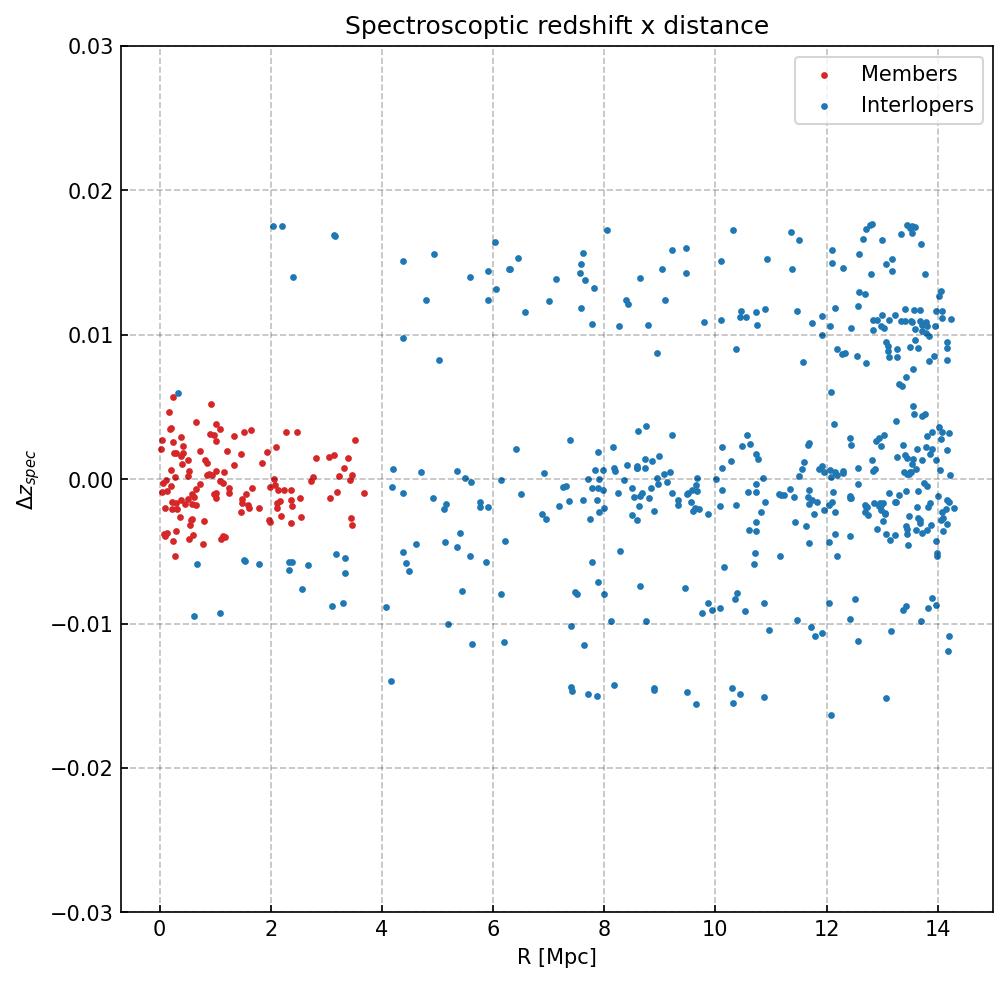 Spectroscoptic redshift x distance
Members
Interlopers
0.03
0.02
0.01
0.00
−0.01
−0.02
−0.03
Δz_spec
0 2 4 6 8 10 12 14
R [Mpc]